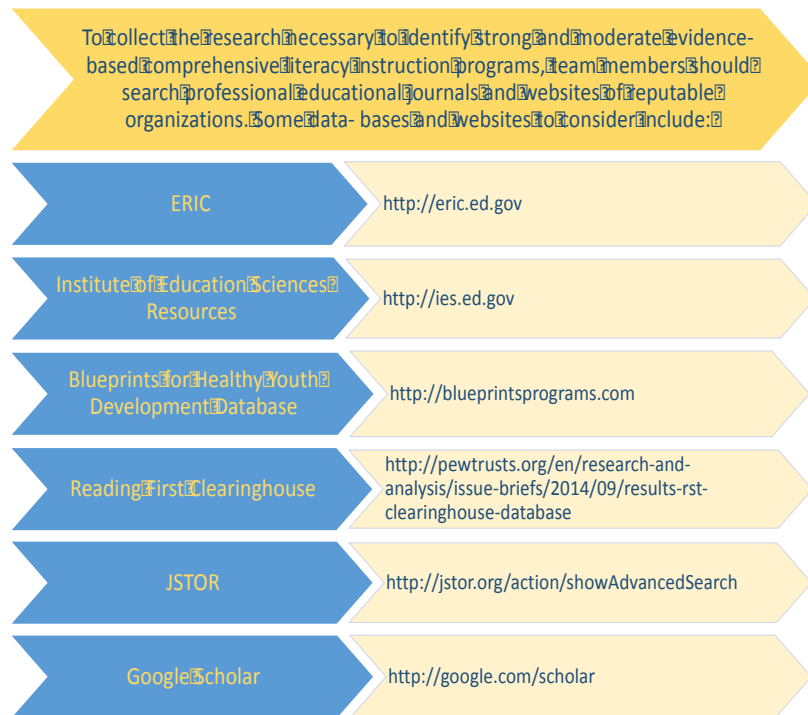 To collect the research necessary to identify strong and moderate evidence-
based comprehensive literacy instruction programs, team members should
search professional educational journals and websites of reputable
organizations. Some data- bases and websites to consider include:
ERIC
http://eric.ed.gov
Institute of Education Sciences
Resources
http://ies.ed.gov
Blueprints for Healthy Youth
Development Database
http://blueprintsprograms.com
Reading First Clearinghouse
http://pewtrusts.org/en/research-and-
analysis/issue-briefs/2014/09/results-rst-
clearinghouse-database
JSTOR
http://jstor.org/action/showAdvancedSearch
Google Scholar
http://google.com/scholar